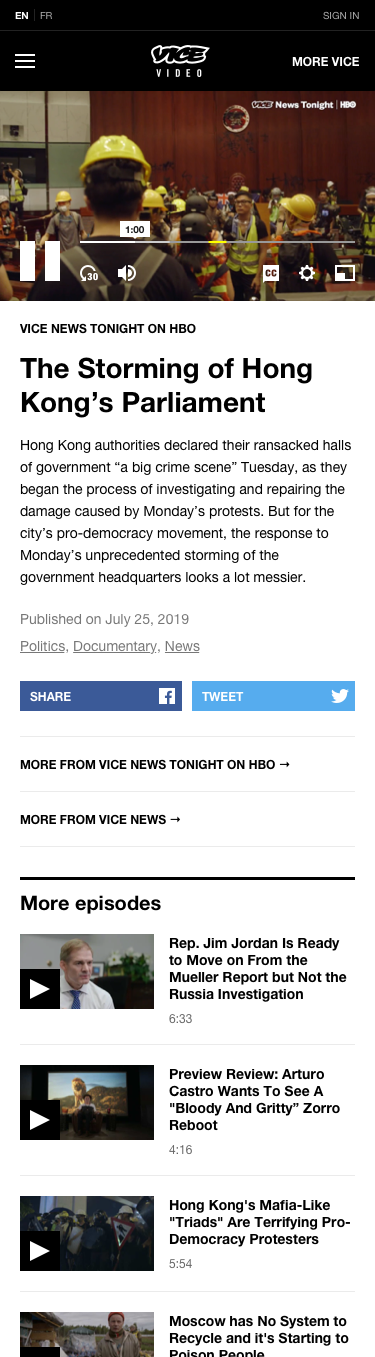 EN FR SIGN IN
VICE
VIDEO
MORE VICE
VICE News Tonight HBO
1:00
30
CC
VICE NEWS TONIGHT ON HBO
The Storming of Hong
Kong’s Parliament
Hong Kong authorities declared their ransacked halls
of government “a big crime scene” Tuesday, as they
began the process of investigating and repairing the
damage caused by Monday’s protests. But for the
city’s pro-democracy movement, the response to
Monday’s unprecedented storming of the
government headquarters looks a lot messier.
Published on July 25, 2019
Politics, Documentary, News
SHARE
TWEET
MORE FROM VICE NEWS TONIGHT ON HBO →
MORE FROM VICE NEWS →
More episodes
Rep. Jim Jordan Is Ready
to Move on From the
Mueller Report but Not the
Russia Investigation
6:33
Preview Review: Arturo
Castro Wants To See A
"Bloody And Gritty” Zorro
Reboot
4:16
Hong Kong's Mafia-Like
"Triads" Are Terrifying Pro-
Democracy Protesters
5:54
Moscow has No System to
Recycle and it's Starting to
Poison People